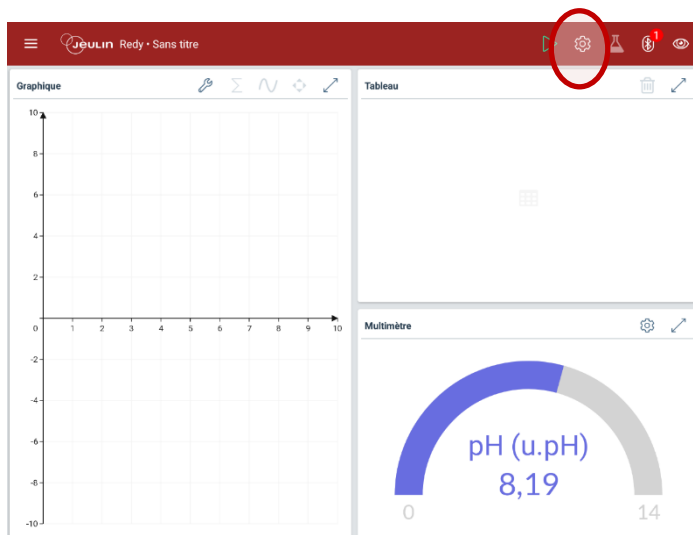 Jeulin Redy • Sans titre
1
Graphique
10
8
6
4
2
0 1 2 3 4 5 6 7 8 9 10
-2
-4
-6
-8
-10
Tableau
Multimètre
pH (u.pH)
8,19
0 14